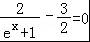 2/(eˣ+1) - 3/2 = 0